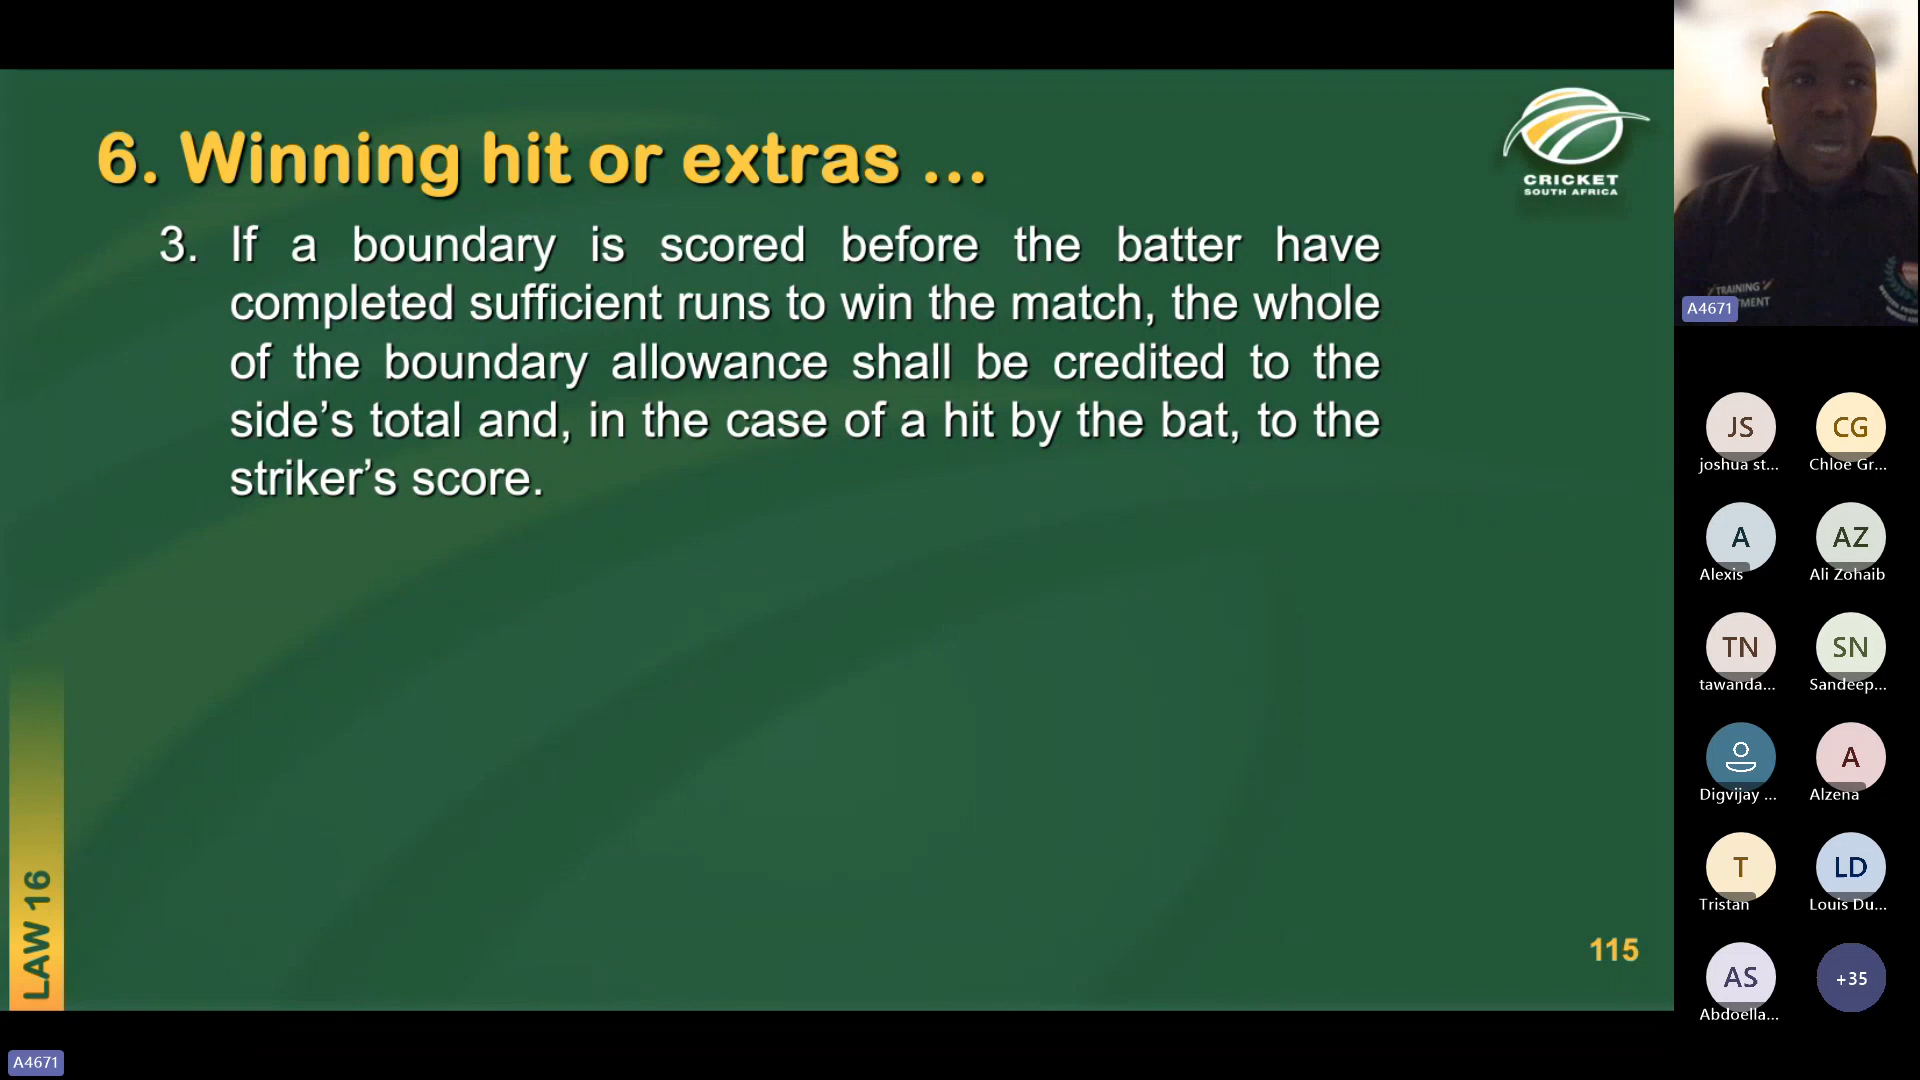 6. Winning hit or extras ...
CRICKET
SOUTH AFRICA
3. If a boundary is scored before the batter have
completed sufficient runs to win the match, the whole
of the boundary allowance shall be credited to the
side’s total and, in the case of a hit by the bat, to the
striker’s score.
LAW 16
115
A4671
TRAINING
A4671
JS
CG
joshua st...
Chloe Gr...
A
AZ
Alexis
Ali Zohaib
TN
SN
tawanda...
Sandeep...
A
Digvijay ...
Alzena
T
LD
Tristan
Louis Du...
AS
+35
Abdoella...